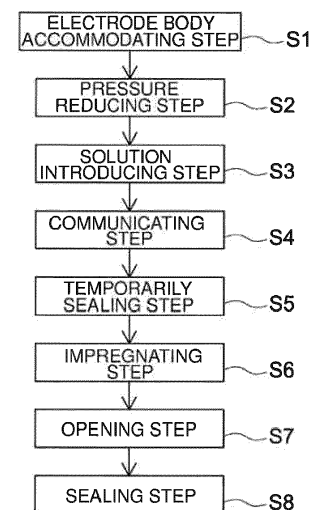 ELECTRODE BODY
ACCOMMODATING STEP
S1
PRESSURE
REDUCING STEP
S2
SOLUTION
INTRODUCING STEP
S3
COMMUNICATING
STEP
S4
TEMPORARILY
SEALING STEP
S5
IMPREGNATING
STEP
S6
OPENING STEP
S7
SEALING STEP
S8